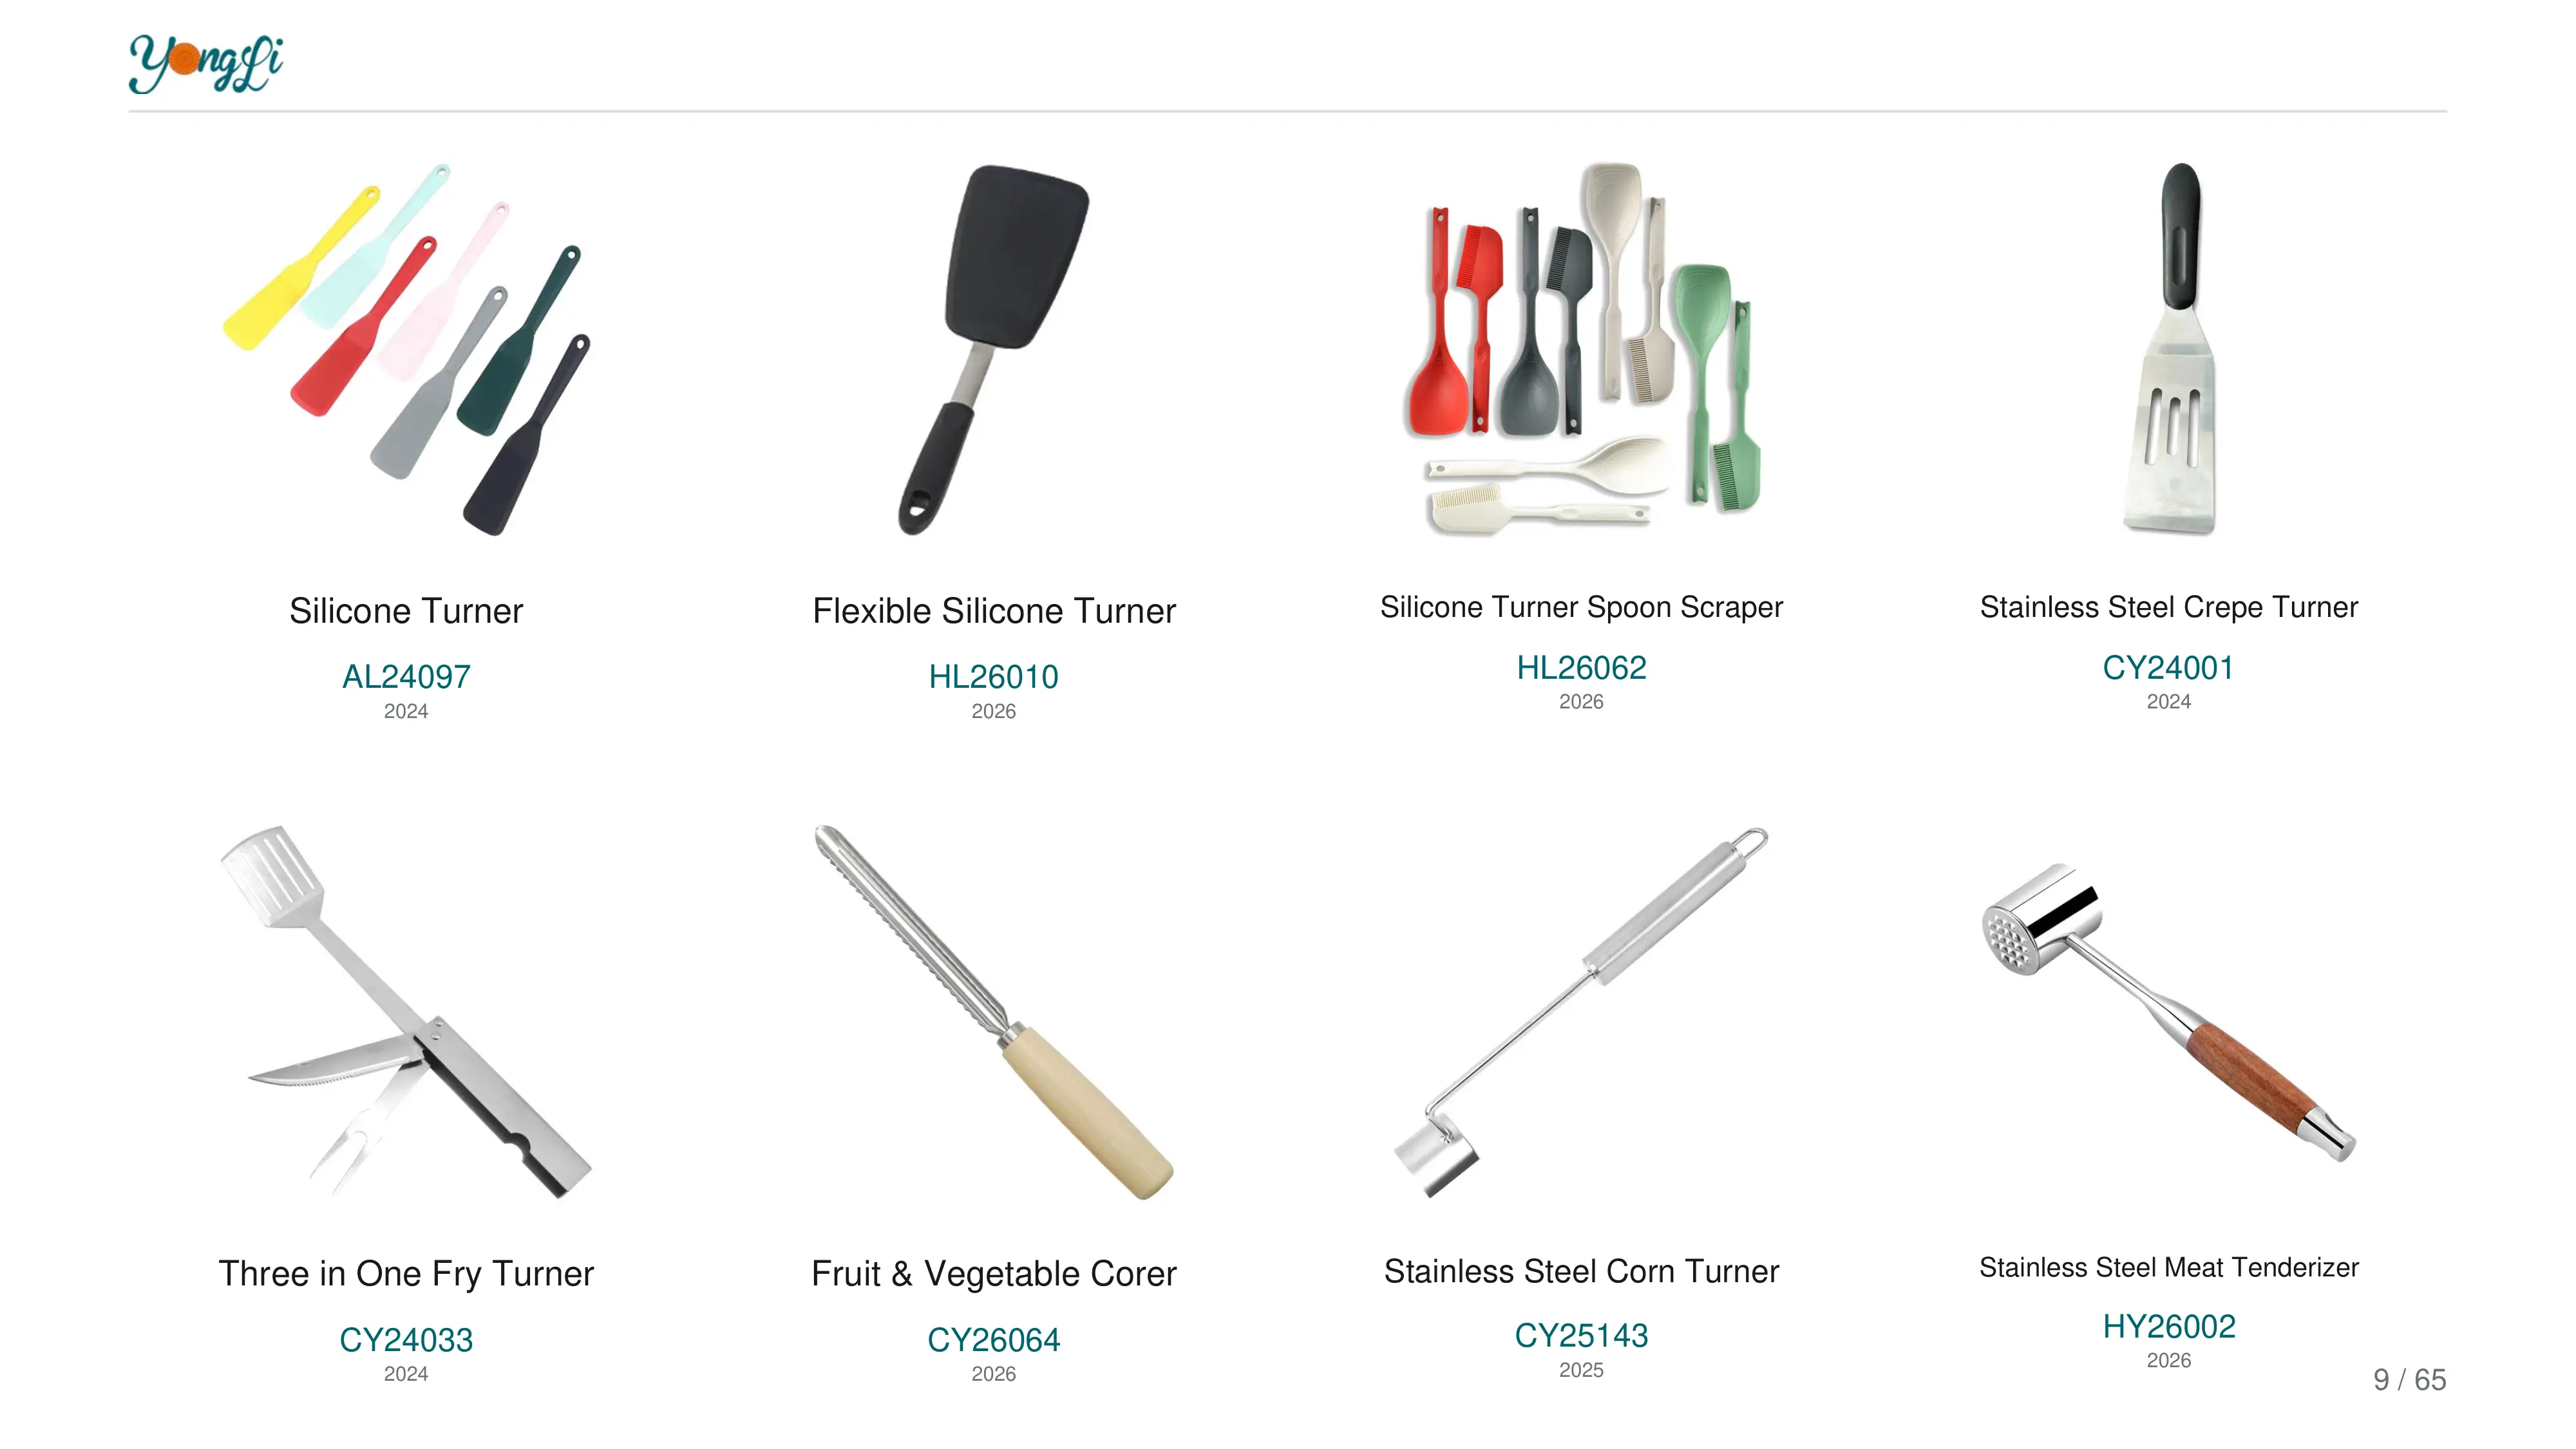 YongLi
Silicone Turner
AL24097
2024
Flexible Silicone Turner
HL26010
2026
Silicone Turner Spoon Scraper
HL26062
2026
Stainless Steel Crepe Turner
CY24001
2024
Three in One Fry Turner
CY24033
2024
Fruit & Vegetable Corer
CY26064
2026
Stainless Steel Corn Turner
CY25143
2025
Stainless Steel Meat Tenderizer
HY26002
2026
9 / 65